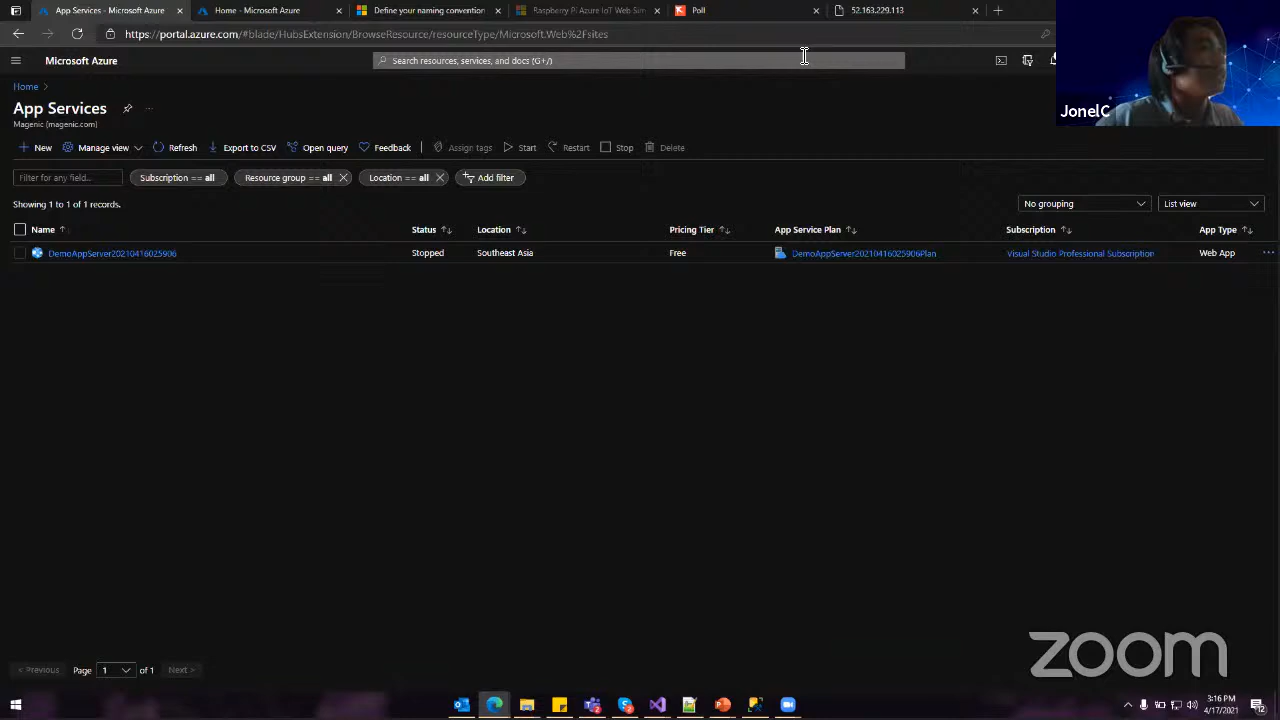 App Services - Microsoft Azure
Home - Microsoft Azure
Define your naming convention
Raspberry Pi Azure IoT Web Sim
Poll
52.163.229.113
https://portal.azure.com/#blade/HubsExtension/BrowseResource/resourceType/Microsoft.Web%2Fsites
Microsoft Azure
Search resources, services, and docs (G+/)
JonelC
Home >
App Services
Magenic (magenic.com)
New
Manage view
Refresh
Export to CSV
Open query
Feedback
Assign tags
Start
Restart
Stop
Delete
Filter for any field...
Subscription == all
Resource group == all
Location == all
Add filter
Showing 1 to 1 of 1 records.
No grouping
List view
Name
Status
Location
Pricing Tier
App Service Plan
Subscription
App Type
DemoAppServer20210416025906
Stopped
Southeast Asia
Free
DemoAppServer20210416025906Plan
Visual Studio Professional Subscription
Web App
zoom
< Previous
Page
1
of 1
Next >
3:16 PM
4/17/2021